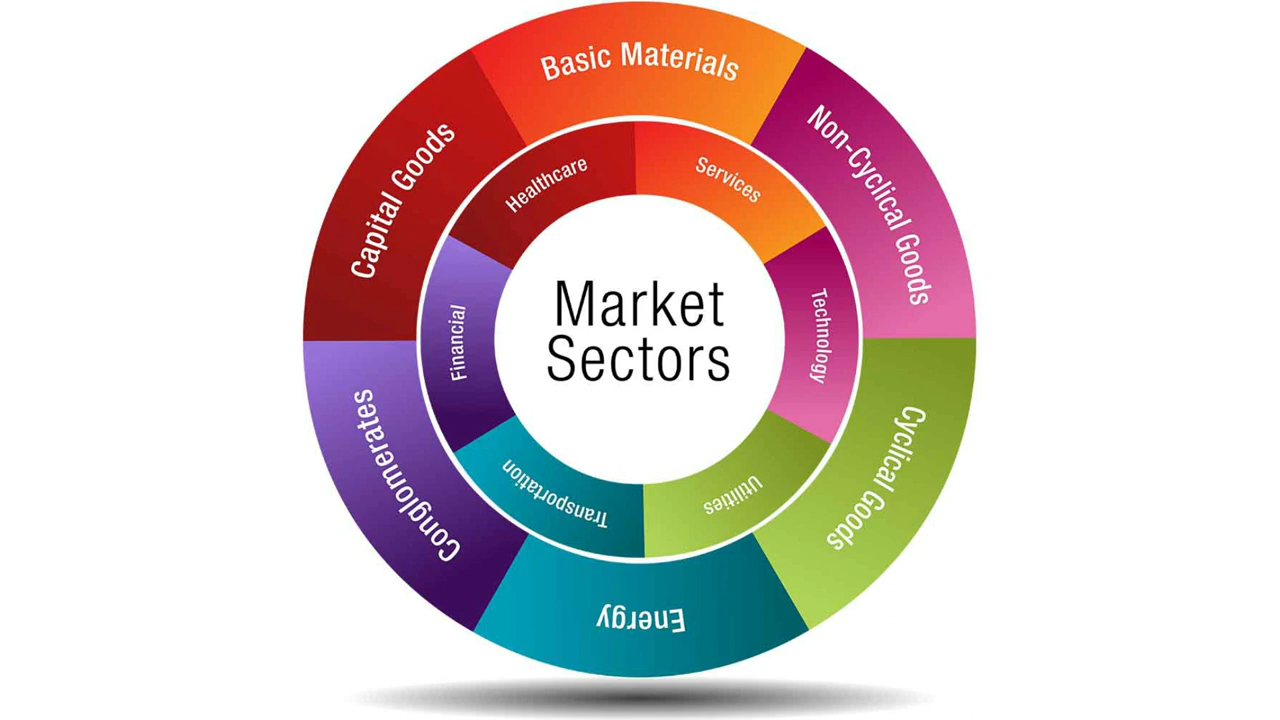 Basic Materials
Non-Cyclical Goods
Cyclical Goods
Energy
Conglomerates
Capital Goods
Services
Technology
Utilities
Transportation
Financial
Healthcare
Market
Sectors